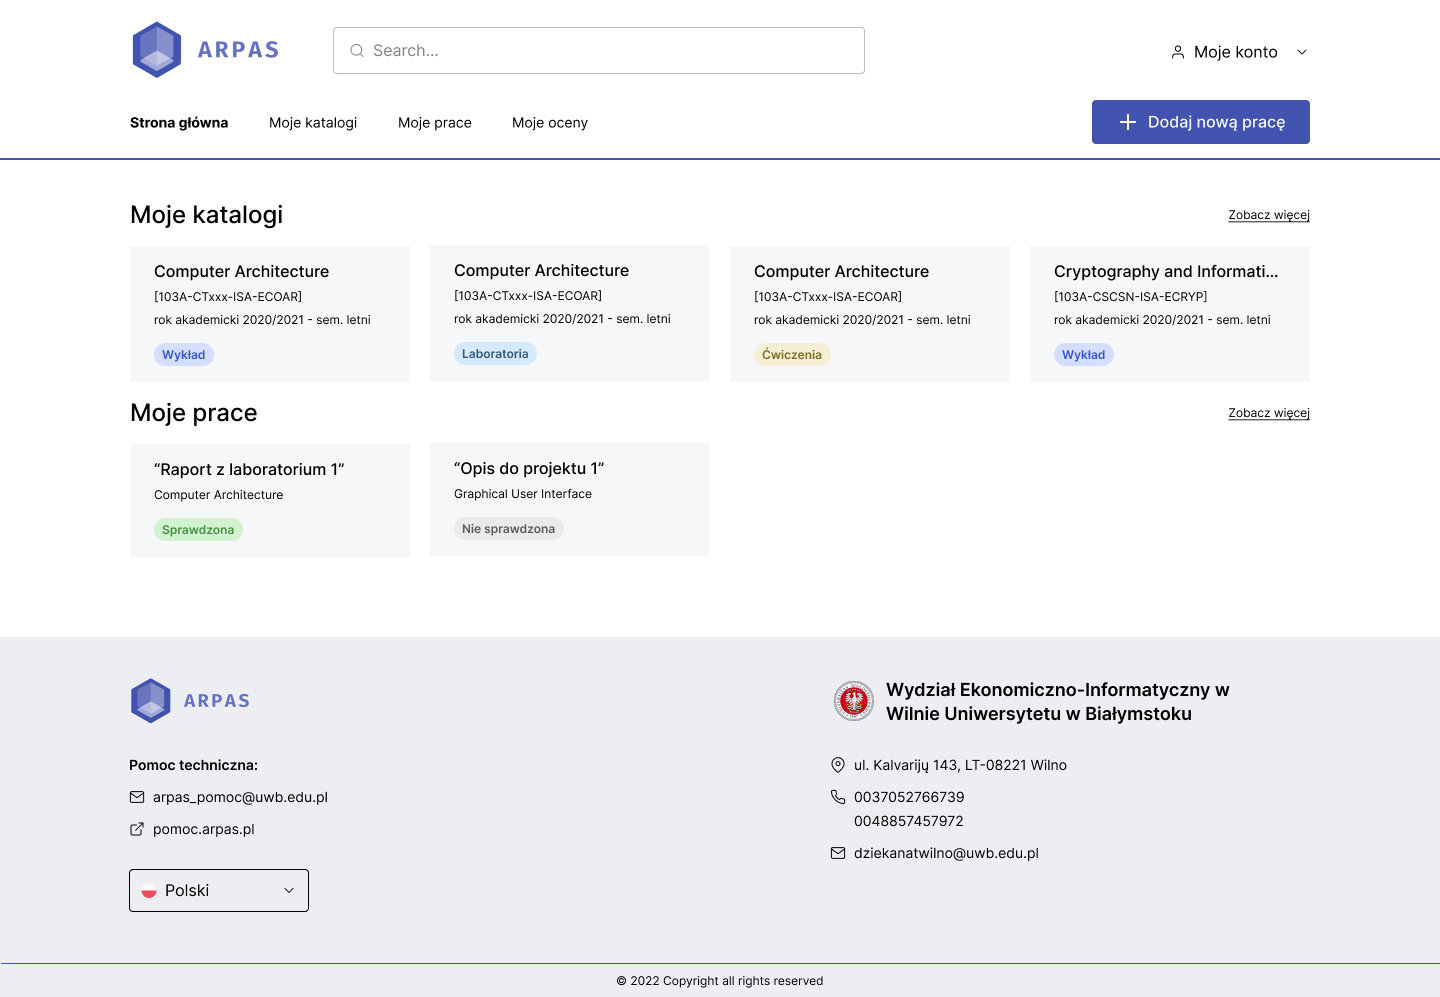 ARPAS
Search...
Moje konto
Strona główna
Moje katalogi
Moje prace
Moje oceny
Dodaj nową pracę
Moje katalogi
Zobacz więcej
Computer Architecture
[103A-CTxxx-ISA-ECOAR]
rok akademicki 2020/2021 - sem. letni
Wykład
Computer Architecture
[103A-CTxxx-ISA-ECOAR]
rok akademicki 2020/2021 - sem. letni
Laboratoria
Computer Architecture
[103A-CTxxx-ISA-ECOAR]
rok akademicki 2020/2021 - sem. letni
Ćwiczenia
Cryptography and Informati...
[103A-CSCSN-ISA-ECRYP]
rok akademicki 2020/2021 - sem. letni
Wykład
Moje prace
Zobacz więcej
“Raport z laboratorium 1”
Computer Architecture
Sprawdzona
“Opis do projektu 1”
Graphical User Interface
Nie sprawdzona
ARPAS
Pomoc techniczna:
arpas_pomoc@uwb.edu.pl
pomoc.arpas.pl
Polski
Wydział Ekonomiczno-Informatyczny w
Wilnie Uniwersytetu w Białymstoku
ul. Kalvarijų 143, LT-08221 Wilno
0037052766739
0048857457972
dziekanatwilno@uwb.edu.pl
© 2022 Copyright all rights reserved